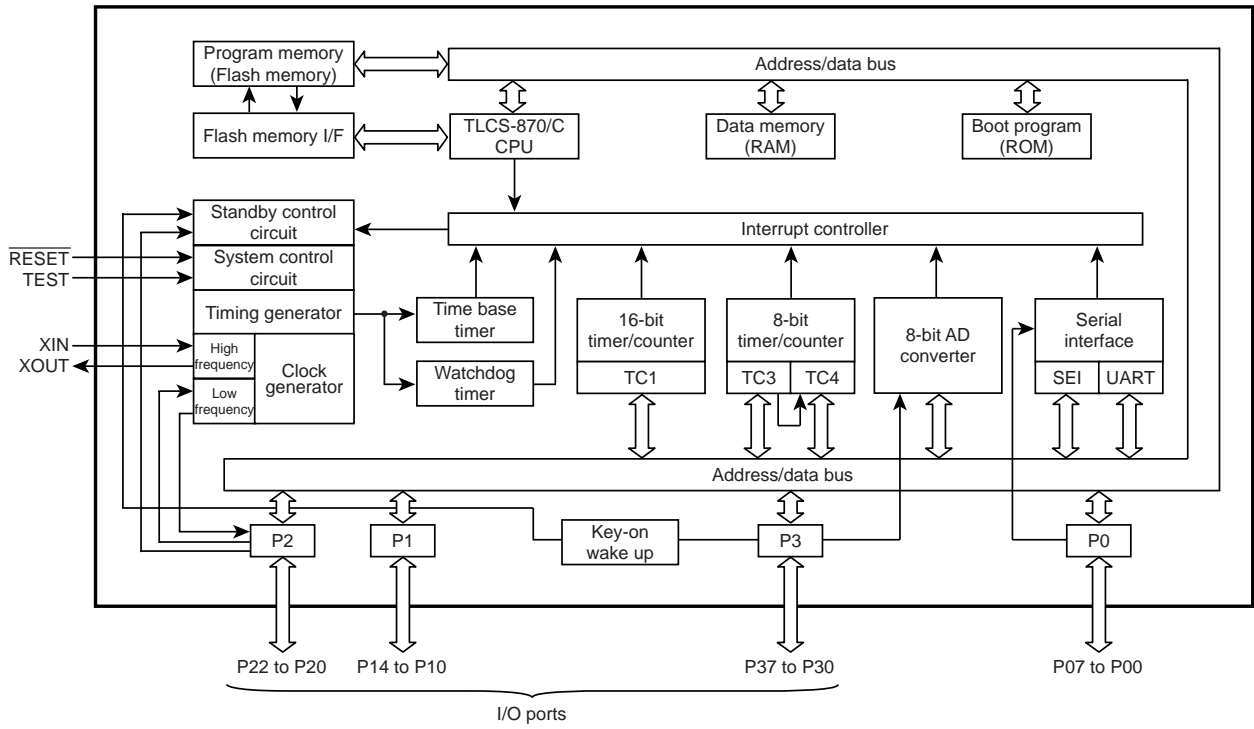 Program memory
(Flash memory)
Address/data bus
Flash memory I/F
TLCS-870/C
CPU
Data memory
(RAM)
Boot program
(ROM)
Standby control
circuit
Interrupt controller
RESET
TEST
System control
circuit
Timing generator
Time base
timer
16-bit
timer/counter
8-bit
timer/counter
8-bit AD
converter
Serial
interface
XIN
XOUT
High
frequency
Clock
generator
Low
frequency
Watchdog
timer
TC1
TC3
TC4
SEI
UART
Address/data bus
P2
P1
Key-on
wake up
P3
P0
P22 to P20
P14 to P10
P37 to P30
P07 to P00
I/O ports